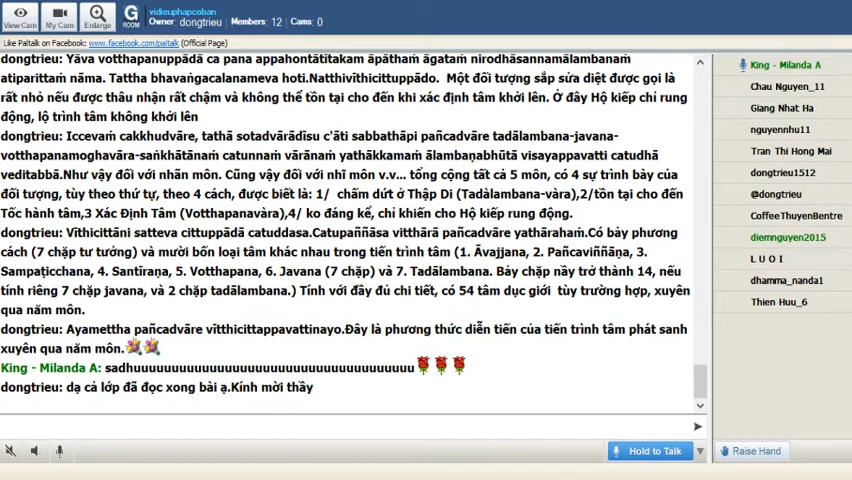 vidieuphapcoban
Owner: dongtrieu Members: 12 Cams: 0
View Cam
My Cam
Enlarge
G
ROOM
Like Paltalk on Facebook: www.facebook.com/paltalk (Official Page)
dongtrieu: Yāva votthapanuppādā ca pana appahontātītakam āpātham āgataṁ nirodhāsannamālambanaṁ
atiparittaṁ nāma. Tattha bhavaṅgacalanameva hoti.Natthivīthicittuppādo. Một đối tượng sắp sửa diệt được gọi là
rất nhỏ nếu được thâu nhận rất chậm và không thể tồn tại cho đến khi xác định tâm khởi lên. Ở đây Hộ kiếp chỉ rung
động, lộ trình tâm không khởi lên
dongtrieu: Iccevaṁ cakkhudvāre, tathā sotadvārādīsu c'āti sabbathāpi pañcadvāre tadālambana-javana-
votthapanamoghavāra-saṅkhātānaṁ catunnaṁ vārānaṁ yathākkamaṁ ālambaṇabhūtā visayappavatti catudhā
veditabbā.Như vậy đối với nhãn môn. Cũng vậy đối với nhĩ môn v.v... tổng cộng tất cả 5 môn, có 4 sự trình bày của
đối tượng, tùy theo thứ tự, theo 4 cách, được biết là: 1/ chấm dứt ở Thập Di (Tadàlambana-vàra),2/tồn tại cho đến
Tốc hành tâm,3 Xác Định Tâm (Votthapanavàra),4/ ko đáng kể, chỉ khiến cho Hộ kiếp rung động.
dongtrieu: Vīthicittāni satteva cittuppādā catuddasa.Catupaññāsa vitthārā pañcadvāre yathārahaṁ.Có bảy phương
cách (7 chặp tư tưởng) và mười bốn loại tâm khác nhau trong tiến trình tâm (1. Āvajjana, 2. Pañcaviññāṇa, 3.
Sampaṭicchana, 4. Santīraṇa, 5. Votthapana, 6. Javana (7 chặp) và 7. Tadālambana. Bảy chặp nầy trở thành 14, nếu
tính riêng 7 chặp javana, và 2 chặp tadālambana.) Tính với đầy đủ chi tiết, có 54 tâm dục giới tùy trường hợp, xuyên
qua năm môn.
dongtrieu: Ayamettha pañcadvāre vīthicittappavattinayo.Đây là phương thức diễn tiến của tiến trình tâm phát sanh
xuyên qua năm môn.
King - Milanda A: sadhuuuuuuuuuuuuuuuuuuuuuuuuuuuuuuuuuuuuu
dongtrieu: dạ cả lớp đã đọc xong bài ạ.Kính mời thầy
Hold to Talk
King - Milanda A
Chau Nguyen_11
Giang Nhat Ha
nguyennhu11
Tran Thi Hong Mai
dongtrieu1512
@dongtrieu
CoffeeThuyenBentre
diemnguyen2015
L U O I
dhamma_nanda1
Thien Huu_6
Raise Hand